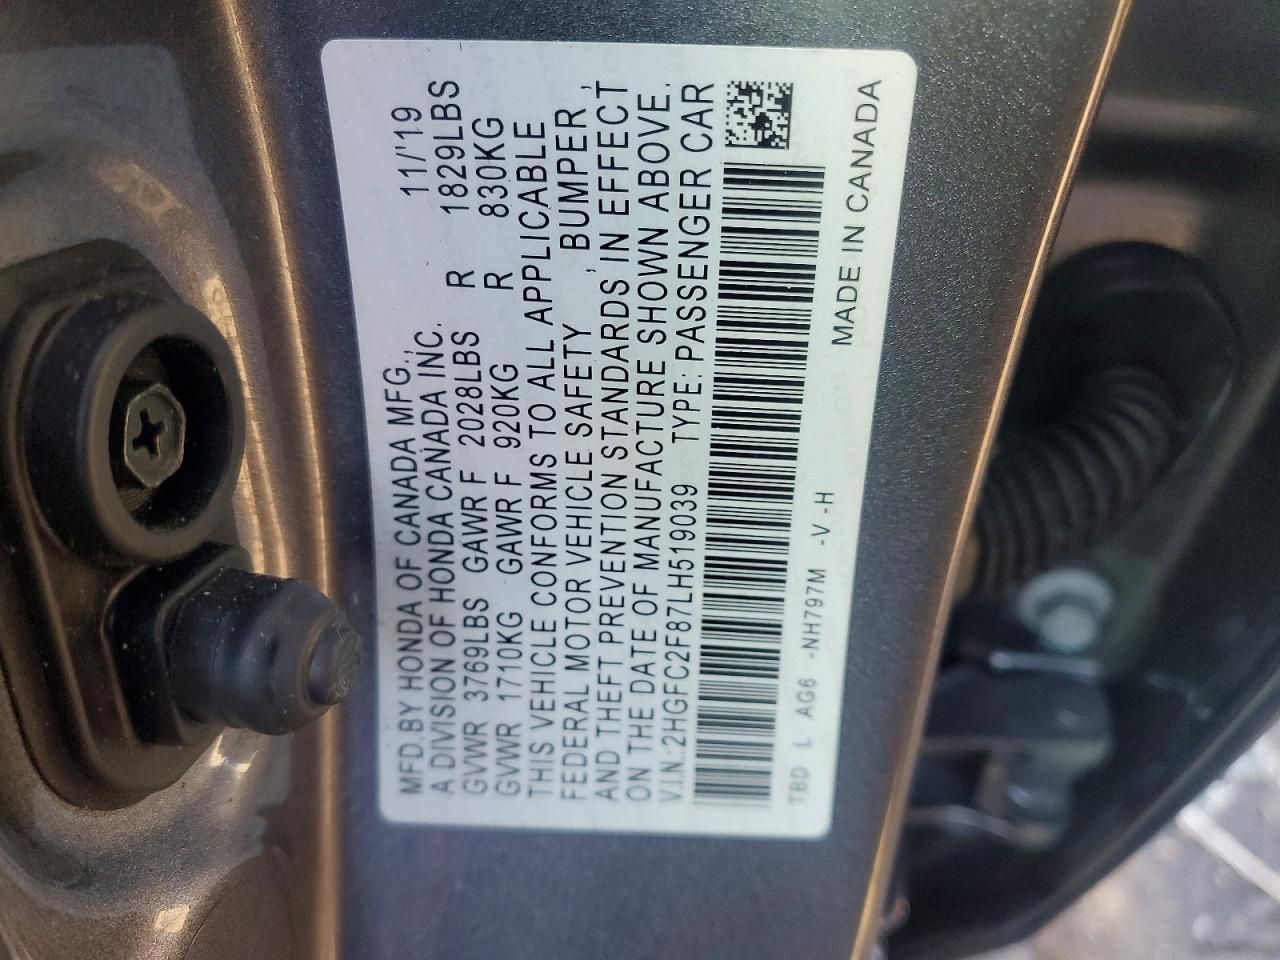 MFD.BY HONDA OF CANADA MFG., 11/'19
A DIVISION OF HONDA CANADA INC.
GVWR 3769LBS GAWR F 2028LBS R 1829LBS
GVWR 1710KG GAWR F 920KG R 830KG
THIS VEHICLE CONFORMS TO ALL APPLICABLE
FEDERAL MOTOR VEHICLE SAFETY , BUMPER ,
AND THEFT PREVENTION STANDARDS IN EFFECT
ON THE DATE OF MANUFACTURE SHOWN ABOVE.
V.I.N.2HGFC2F87LH519039 TYPE: PASSENGER CAR
TBD L AG6 -NH797M -V -H MADE IN CANADA